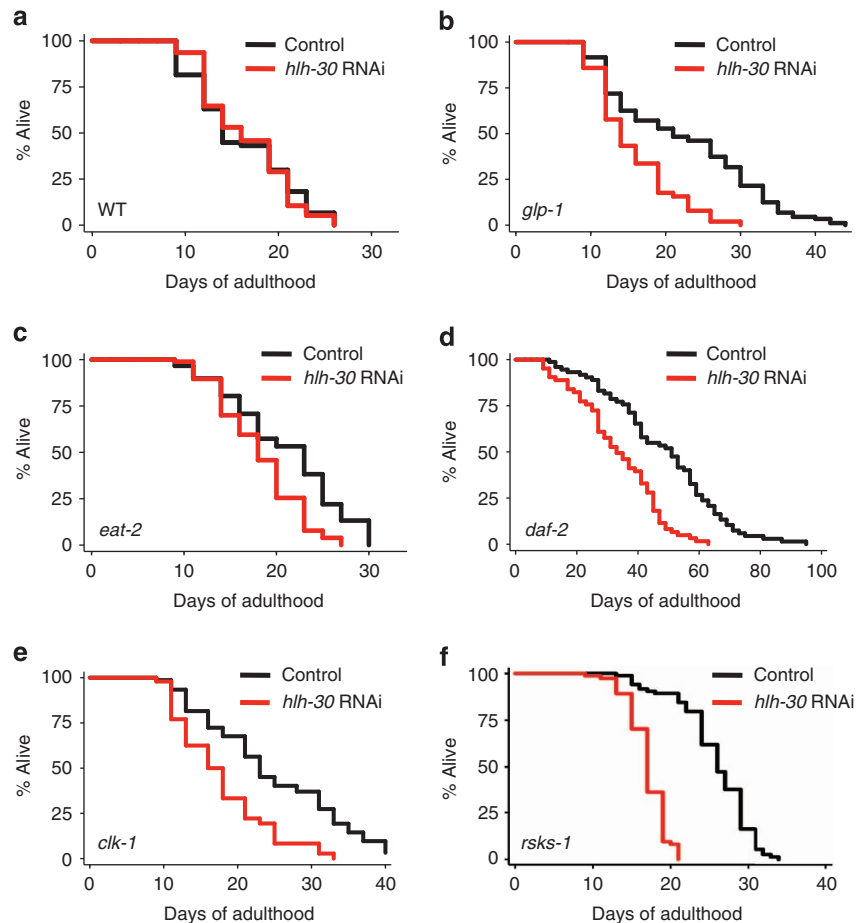 a
100
75
50
25
0
% Alive
Control
hlh-30 RNAi
WT
0 10 20 30
Days of adulthood
b
100
75
50
25
0
% Alive
Control
hlh-30 RNAi
glp-1
0 10 20 30 40
Days of adulthood
c
100
75
50
25
0
% Alive
Control
hlh-30 RNAi
eat-2
0 10 20 30
Days of adulthood
d
100
75
50
25
0
% Alive
Control
hlh-30 RNAi
daf-2
0 20 40 60 80 100
Days of adulthood
e
100
75
50
25
0
% Alive
Control
hlh-30 RNAi
clk-1
0 10 20 30 40
Days of adulthood
f
100
75
50
25
0
% Alive
Control
hlh-30 RNAi
rsks-1
0 10 20 30 40
Days of adulthood